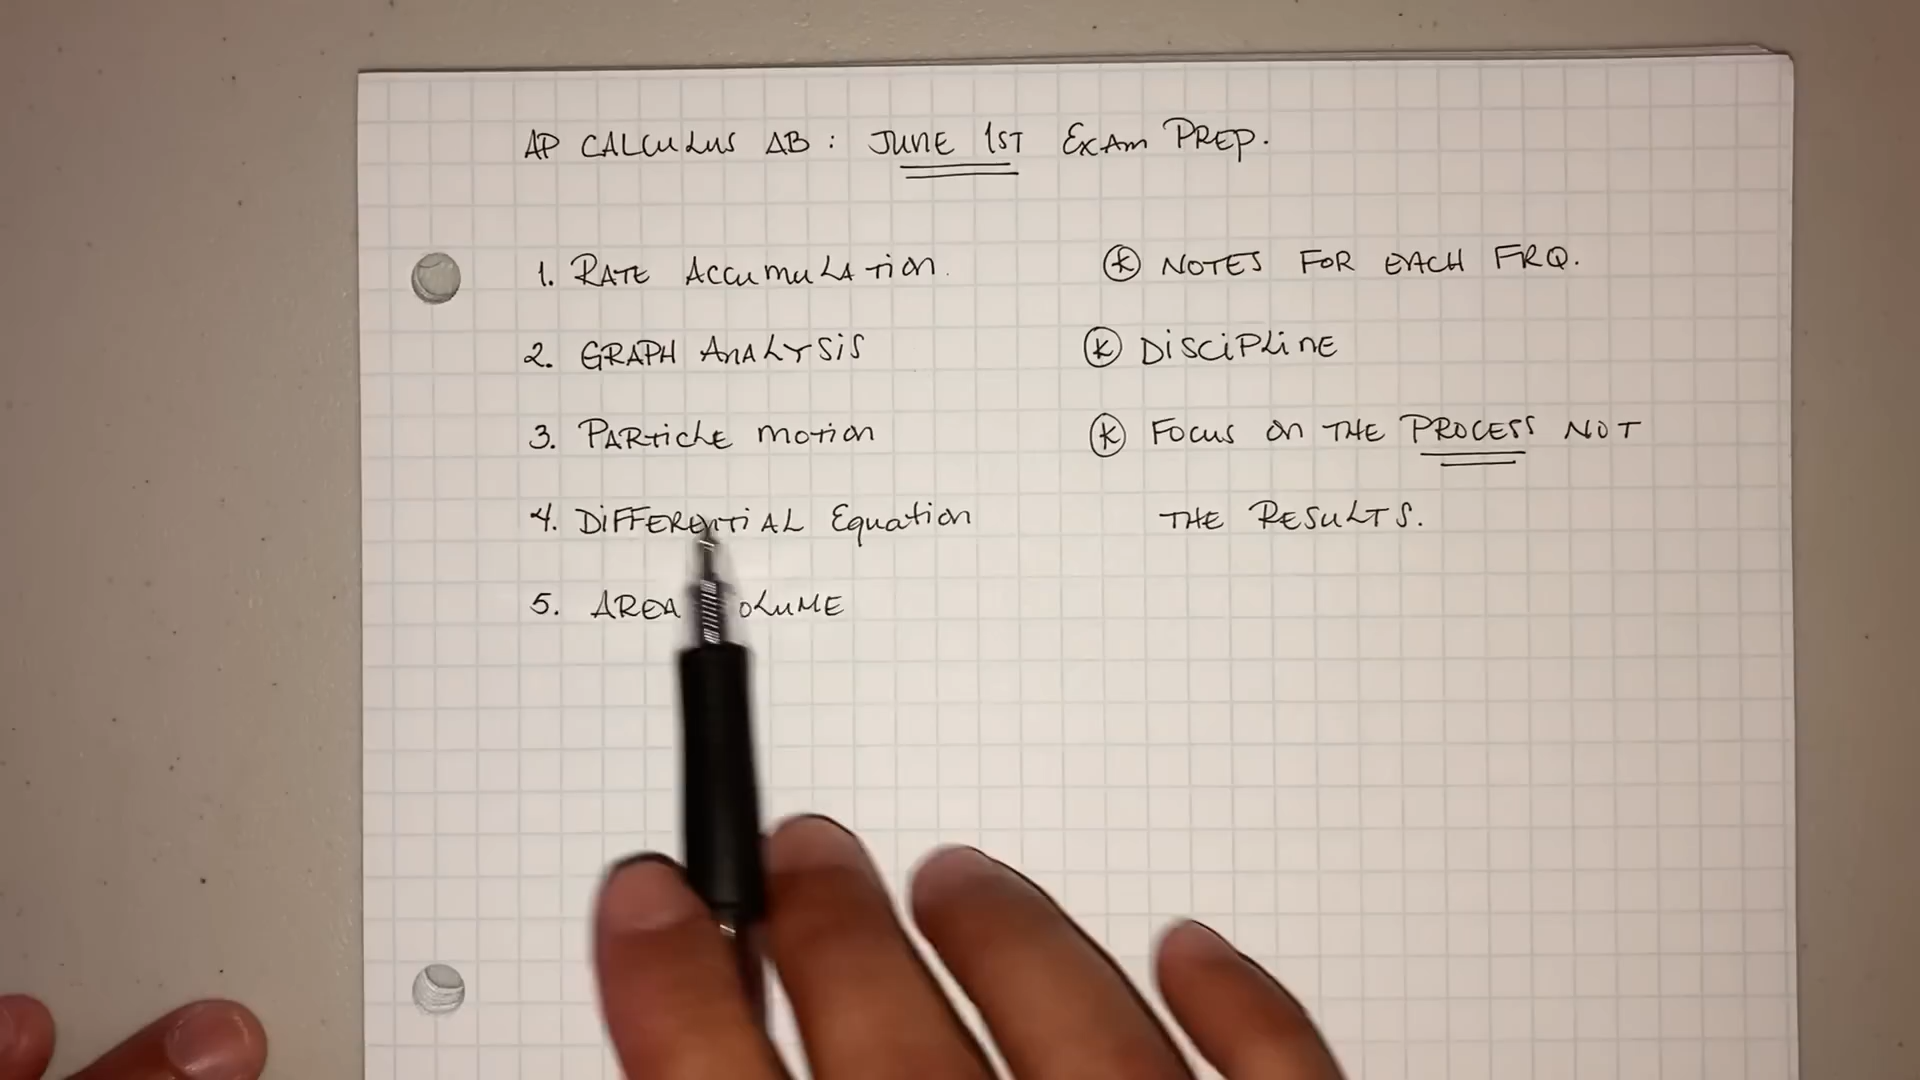 AP CALCULUS AB: JUNE 1ST EXAM PREP.
1. RATE ACCUMULATION.
2. GRAPH ANALYSIS
3. PARTICLE MOTION
4. DIFFERENTIAL Equation
5. AREA OLUME
* NOTES FOR EACH FRQ.
* DISCIPLINE
* FOCUS ON THE PROCESS NOT
THE RESULTS.